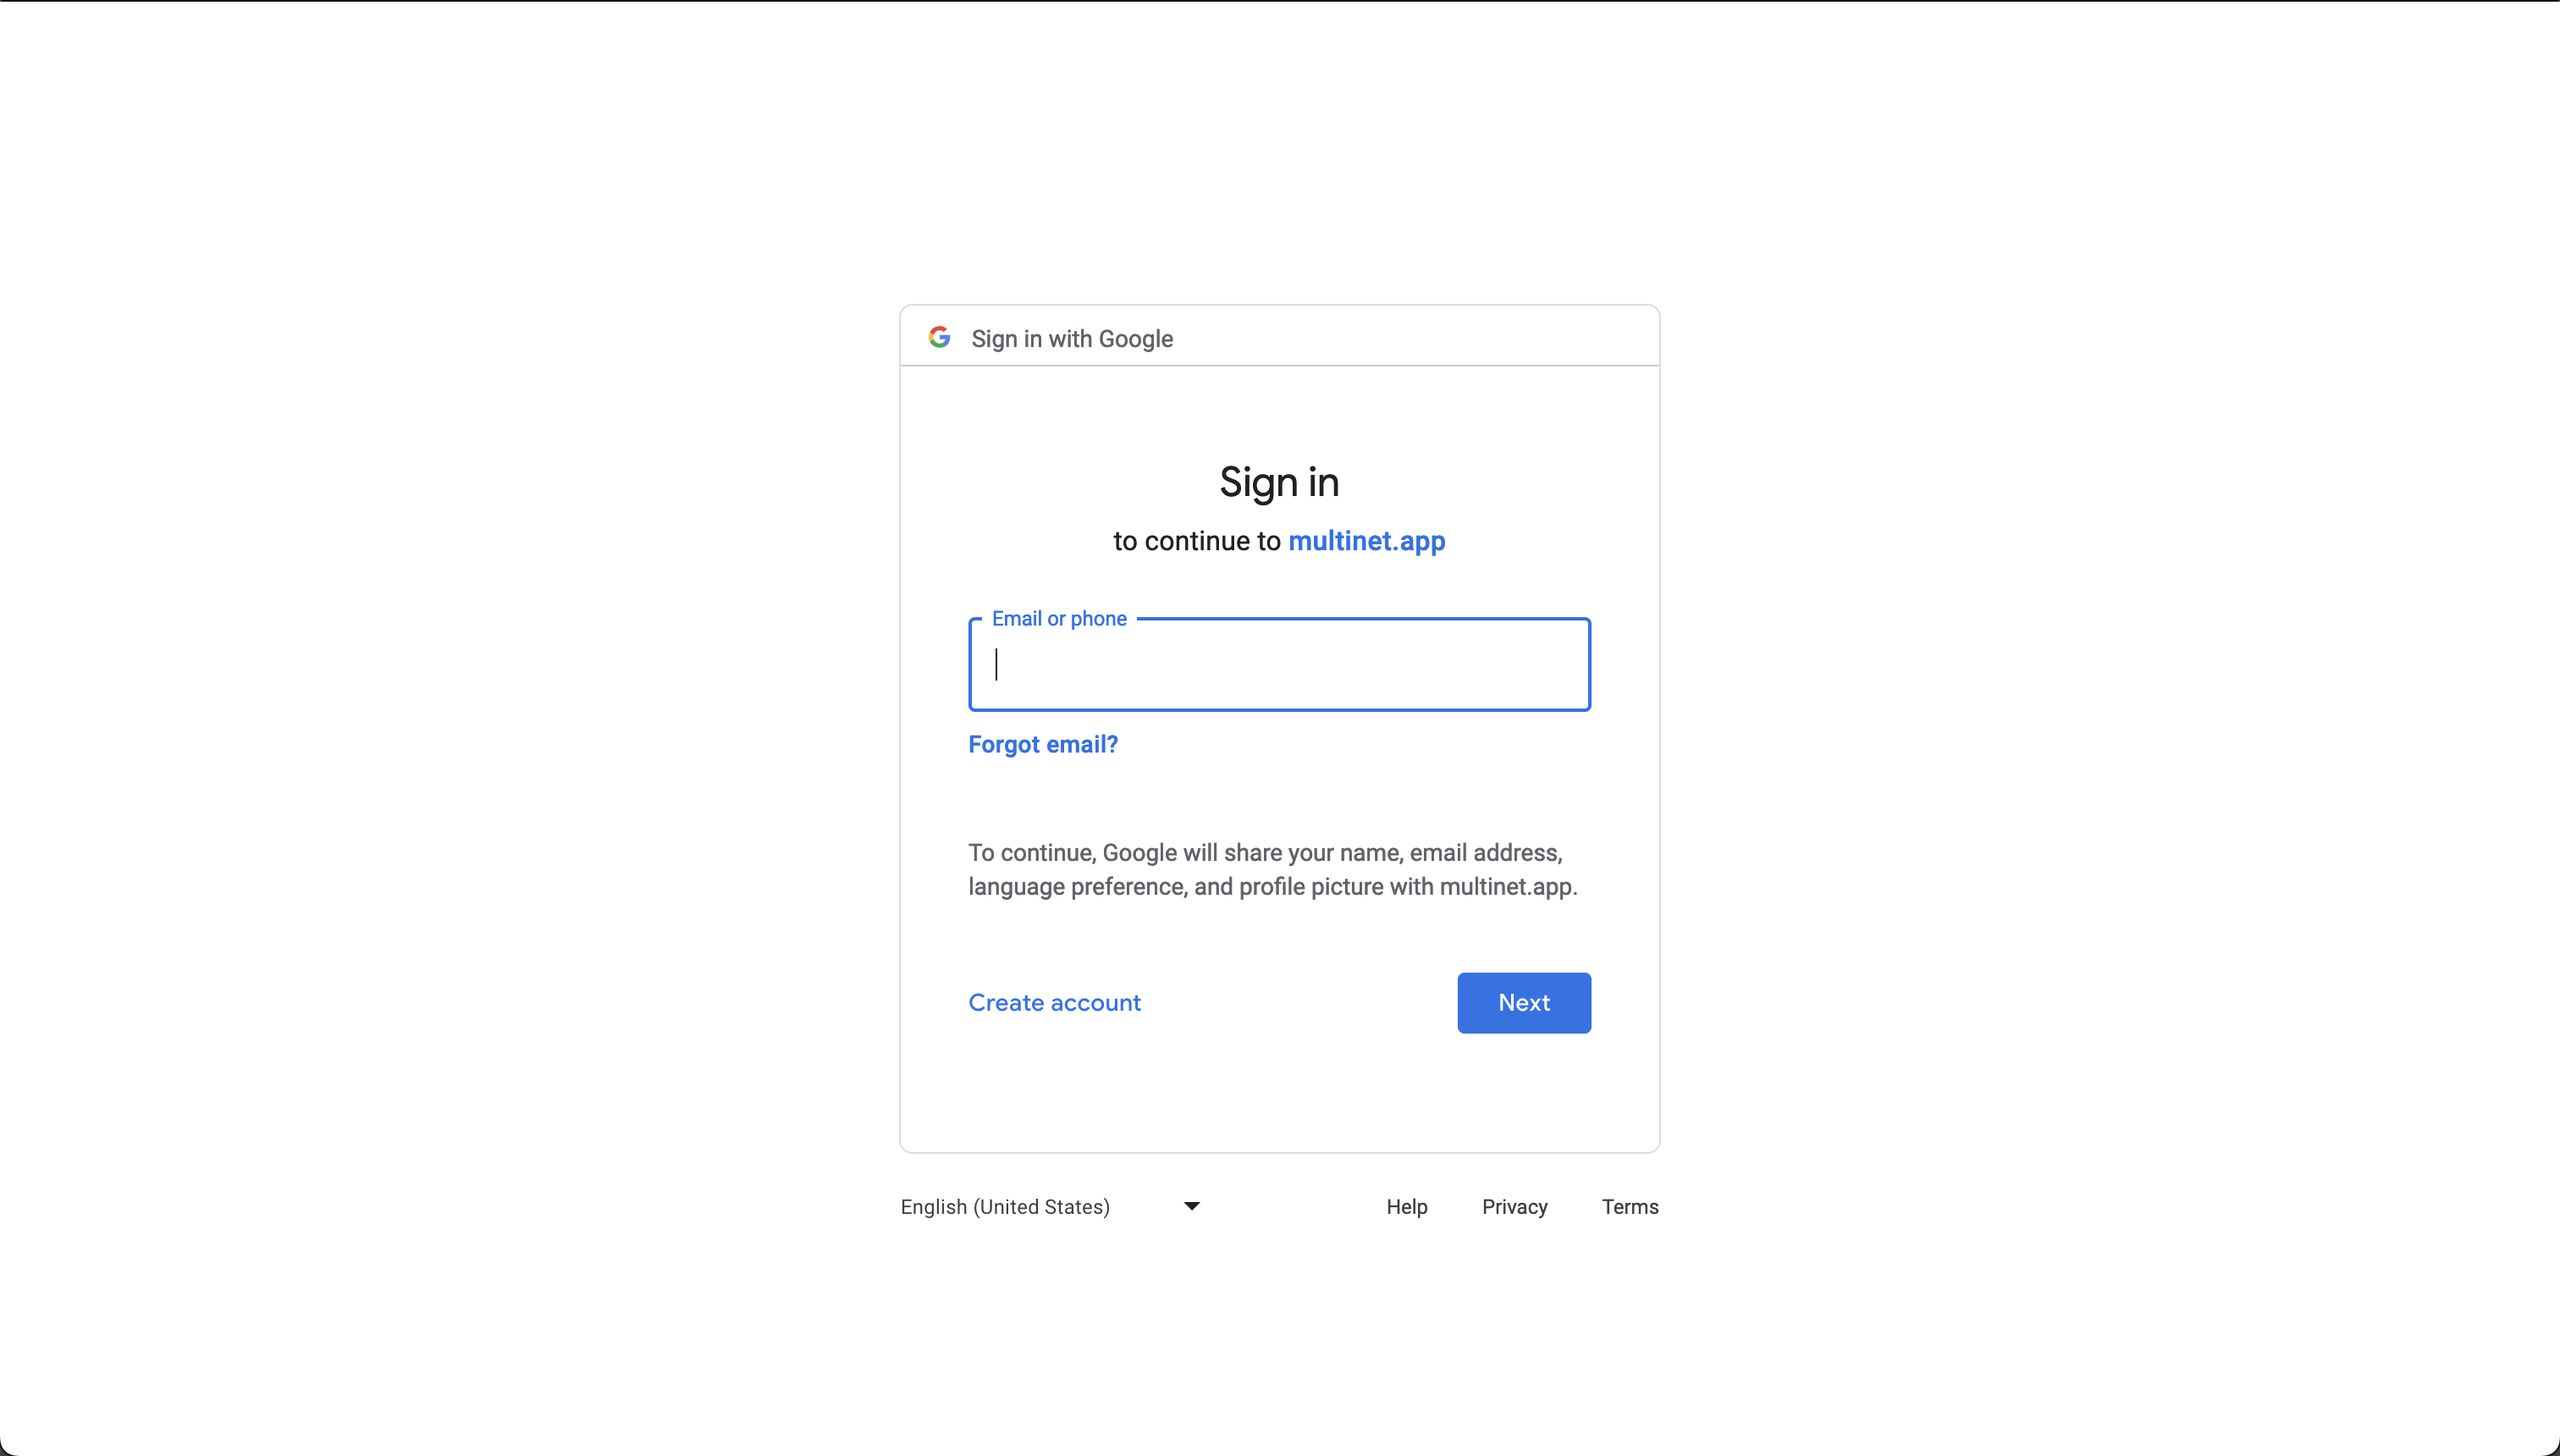 Sign in with Google
Sign in
to continue to multinet.app
Email or phone
Forgot email?
To continue, Google will share your name, email address,
language preference, and profile picture with multinet.app.
Create account
Next
English (United States)
Help
Privacy
Terms